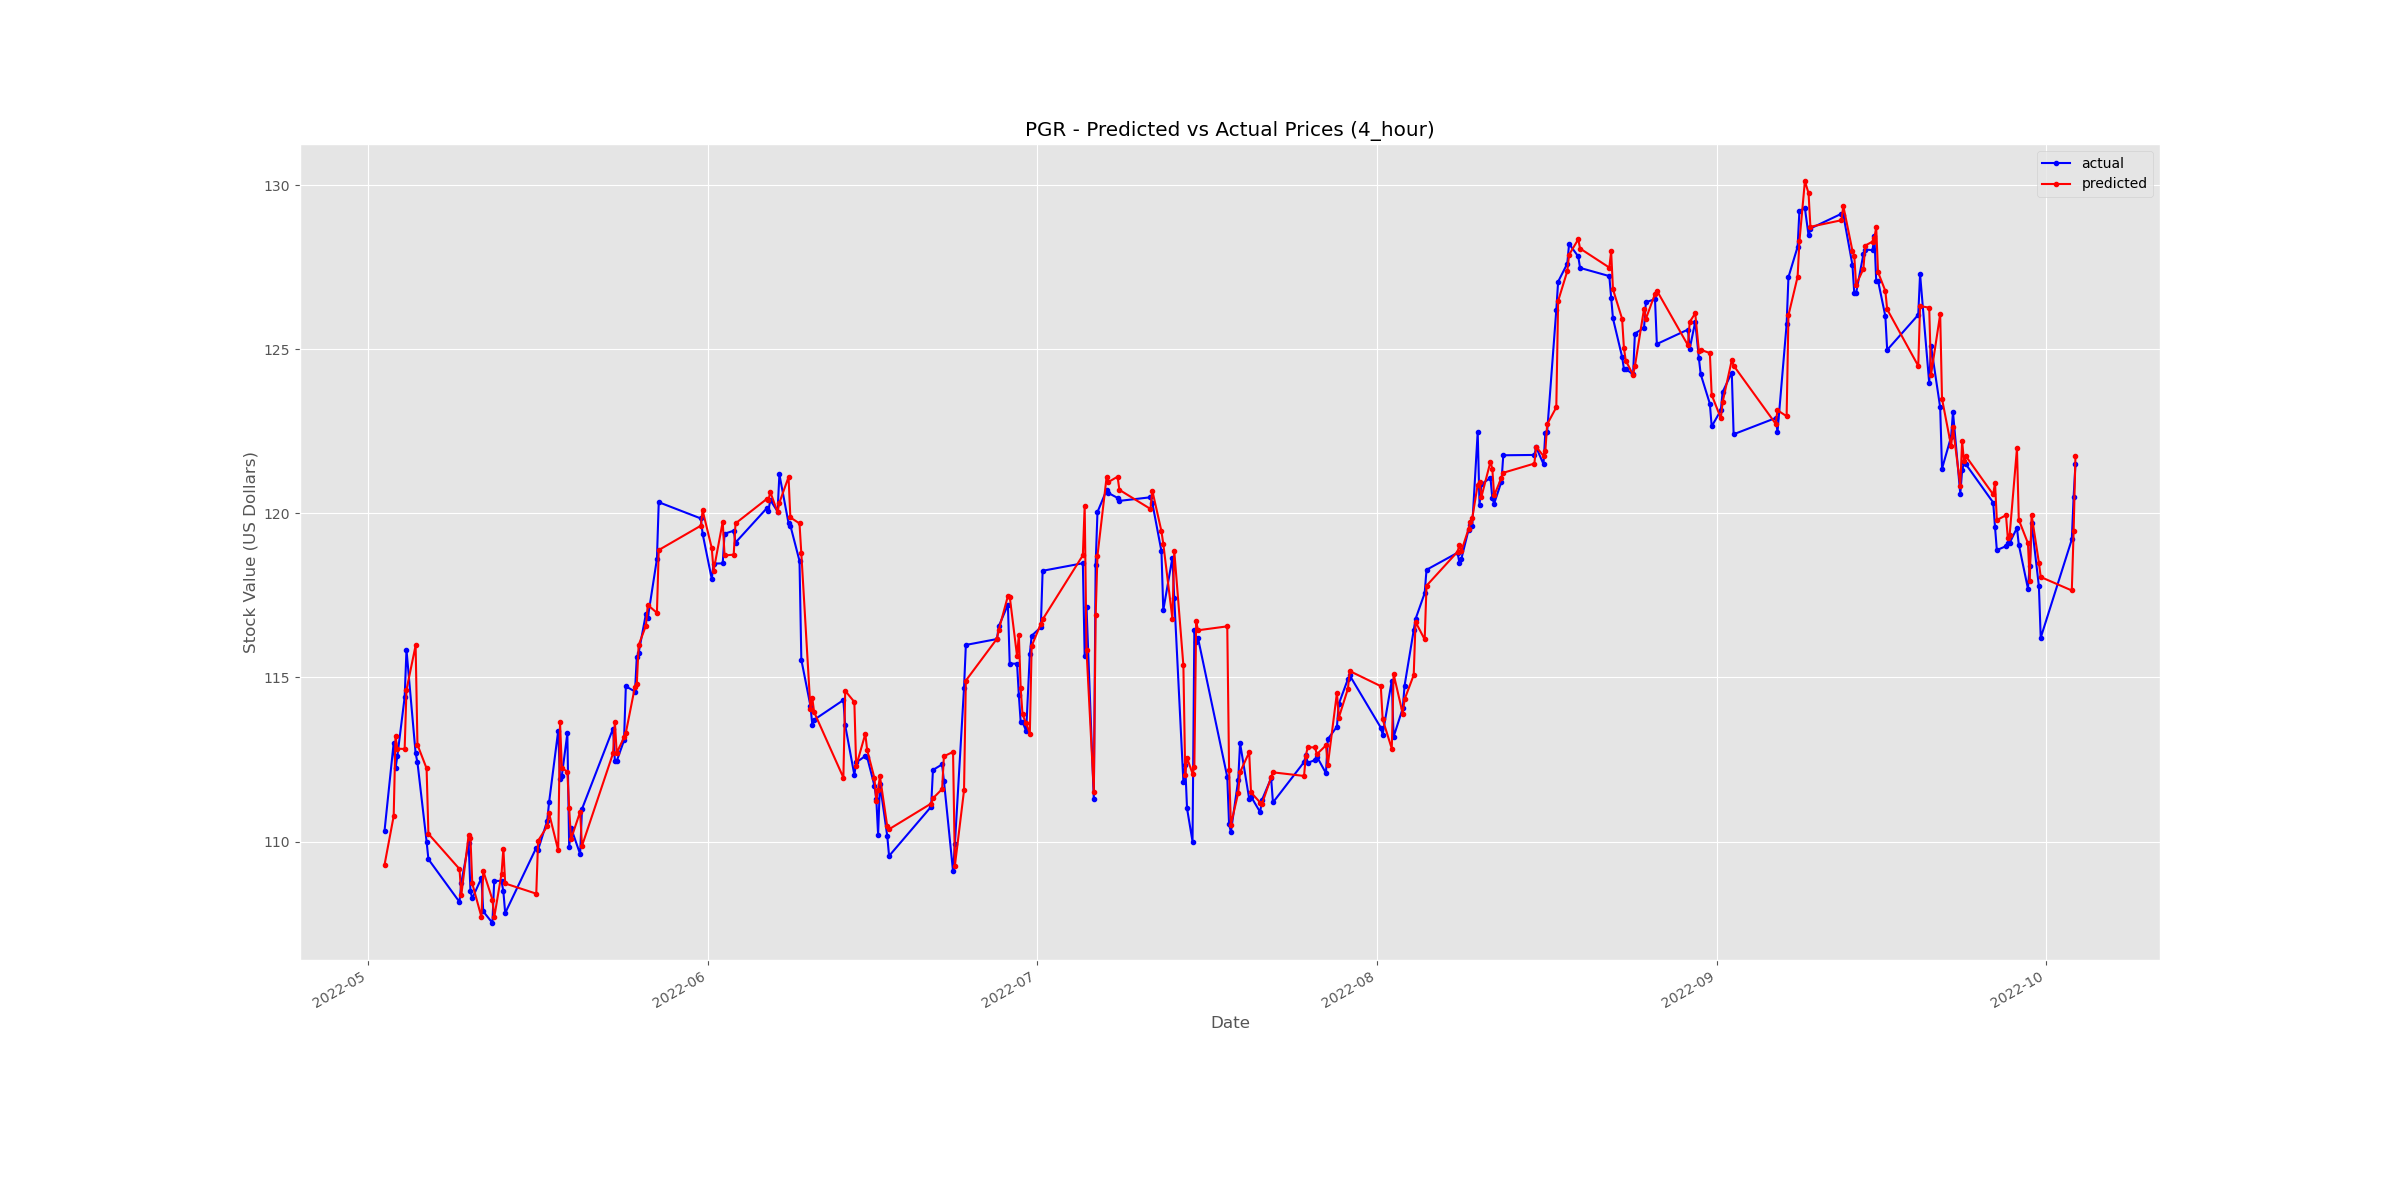 PGR - Predicted vs Actual Prices (4_hour)
actual
predicted
130
125
120
115
110
Stock Value (US Dollars)
2022-05
2022-06
2022-07
2022-08
2022-09
2022-10
Date